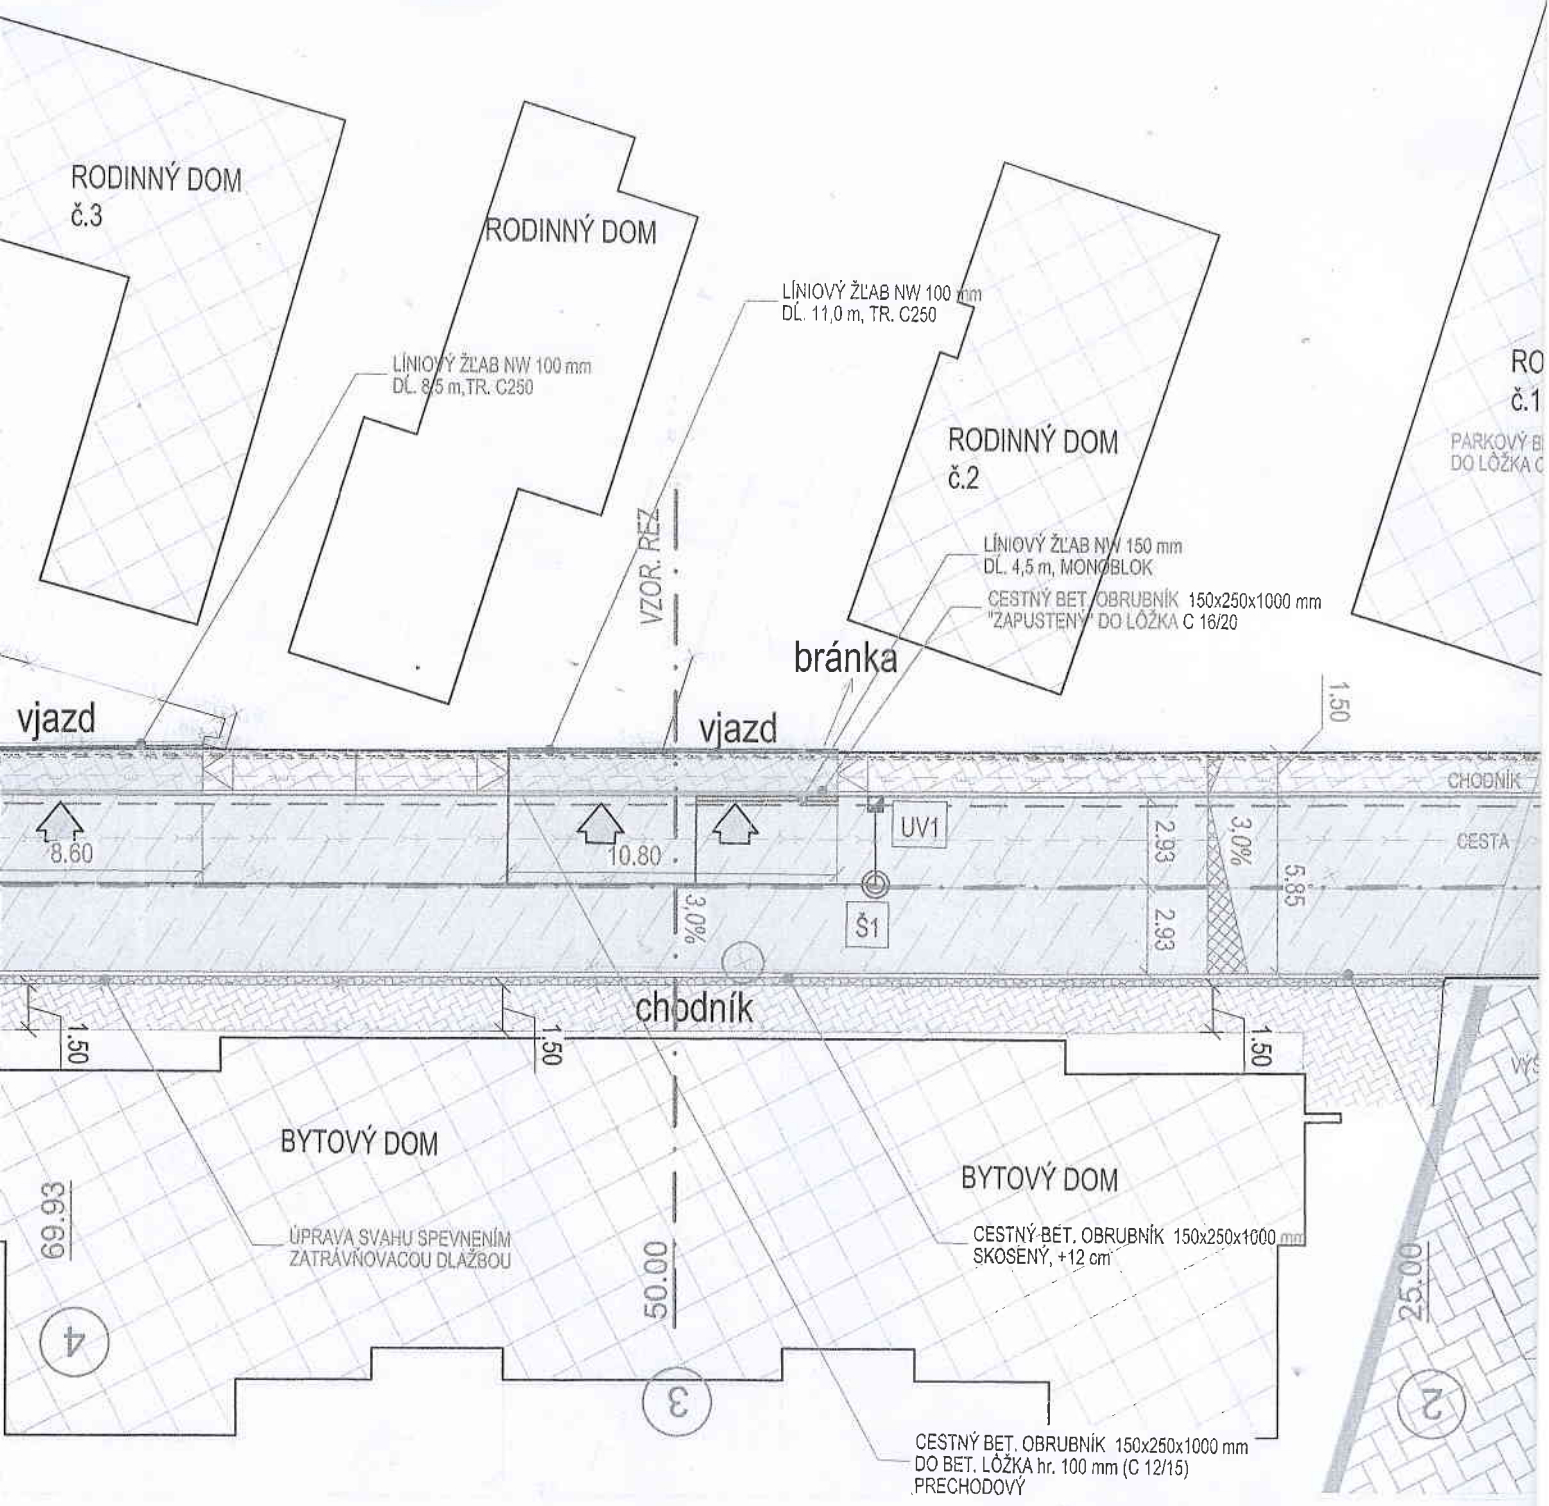 RODINNÝ DOM
č.3
RODINNÝ DOM
LÍNIOVÝ ŽĽAB NW 100 mm
DĹ. 11,0 m, TR. C250
LÍNIOVÝ ŽĽAB NW 100 mm
DĹ. 8,5 m,TR. C250
RO
č.1
PARKOVÝ B
DO LÔŽKA C
RODINNÝ DOM
č.2
VZOR. REZ
LÍNIOVÝ ŽĽAB NW 150 mm
DĹ. 4,5 m, MONOBLOK
CESTNÝ BET. OBRUBNÍK 150x250x1000 mm
"ZAPUSTENÝ" DO LÔŽKA C 16/20
bránka
1.50
vjazd
vjazd
CHODNÍK
UV1
2.93
3,0%
CESTA
8.60
10.80
5.85
3,0%
Š1
2.93
chodník
1.50
1.50
1.50
VÝS
BYTOVÝ DOM
BYTOVÝ DOM
69.93
ÚPRAVA SVAHU SPEVNENÍM
ZATRÁVŇOVACOU DLAŽBOU
CESTNÝ BET. OBRUBNÍK 150x250x1000 mm
SKOSENÝ, +12 cm
50.00
25.00
4
3
2
CESTNÝ BET. OBRUBNÍK 150x250x1000 mm
DO BET. LÔŽKA hr. 100 mm (C 12/15)
PRECHODOVÝ